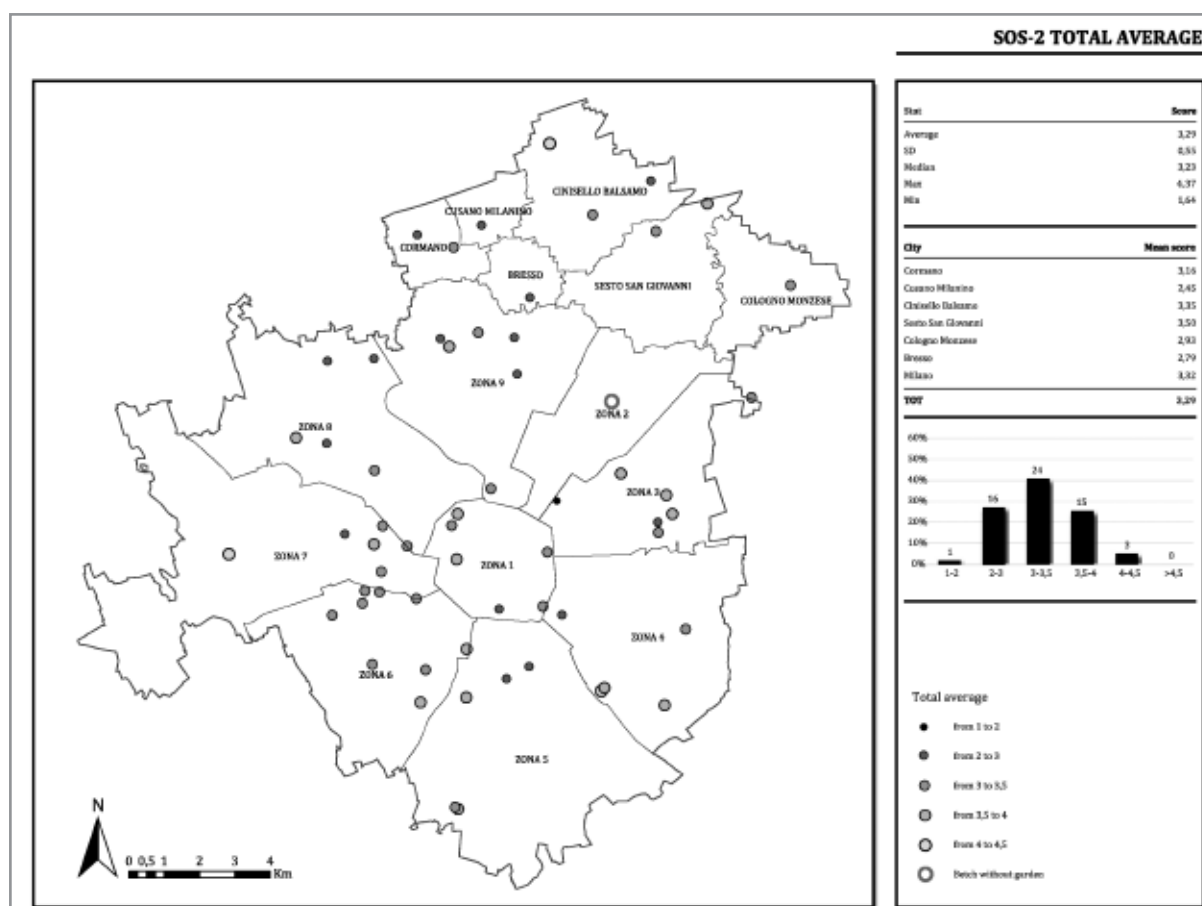 SOS-2 TOTAL AVERAGE
Stat Score
Average 3,29
SD 0,55
Median 3,23
Max 4,37
Min 1,64
City Mean score
Cormano 3,16
Cusano Milanino 2,45
Cinisello Balsamo 3,35
Sesto San Giovanni 3,50
Cologno Monzese 2,93
Bresso 2,79
Milano 3,32
TOT 3,29
60%
50%
40%
30%
20%
10%
0%
1 16 24 15 3 0
1-2 2-3 3-3,5 3,5-4 4-4,5 >4,5
Total average
from 1 to 2
from 2 to 3
from 3 to 3,5
from 3,5 to 4
from 4 to 4,5
Betch without garden
CINISELLO BALSAMO
CUSANO MILANINO
CORMANO
BRESSO
SESTO SAN GIOVANNI
COLOGNO MONZESE
ZONA 9
ZONA 2
ZONA 8
ZONA 3
ZONA 7
ZONA 1
ZONA 4
ZONA 6
ZONA 5
N
0 0,5 1 2 3 4
Km